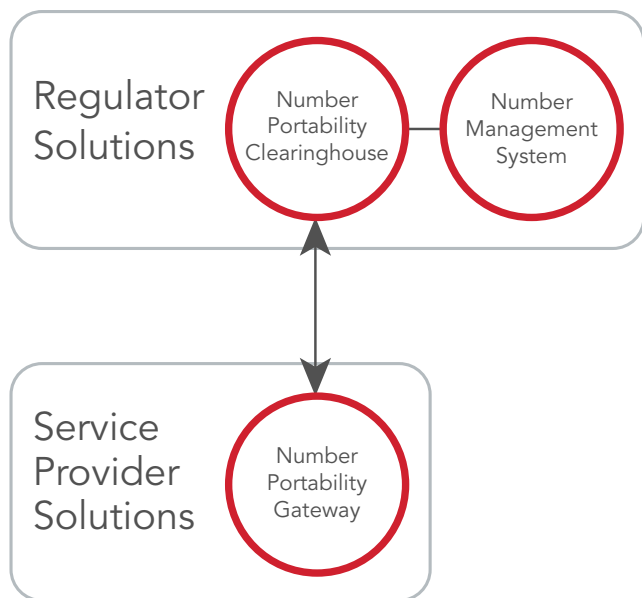 Regulator
Solutions
Number
Portability
Clearinghouse
Number
Management
System
Service
Provider
Solutions
Number
Portability
Gateway